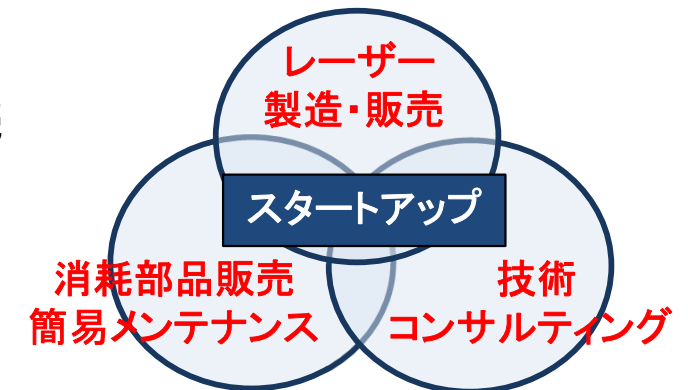 レーザー
製造・販売
スタートアップ
消耗部品販売
簡易メンテナンス
技術
コンサルティング